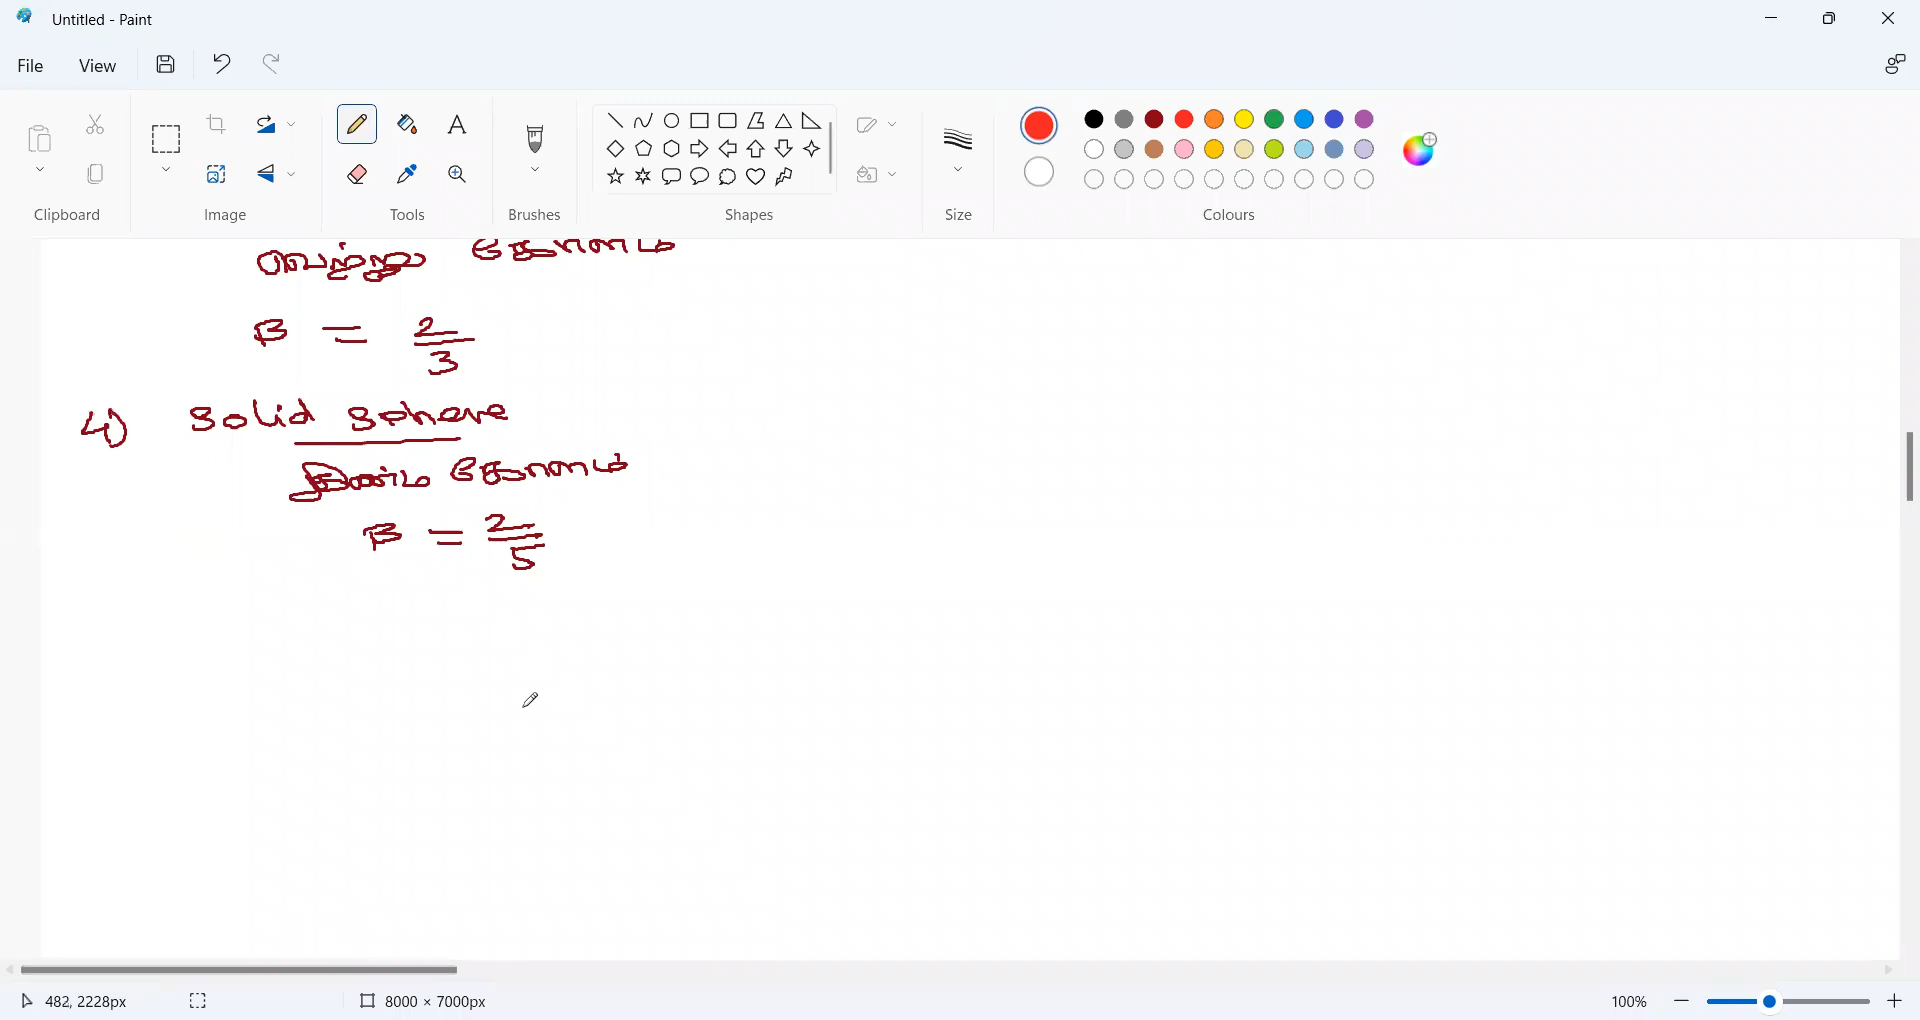 Untitled - Paint
File View
Clipboard
Image
Tools
Brushes
Shapes
Size
Colours
B = 2/3
4) Solid Sphere
B = 2/5
482, 2228px
8000 × 7000px
100%